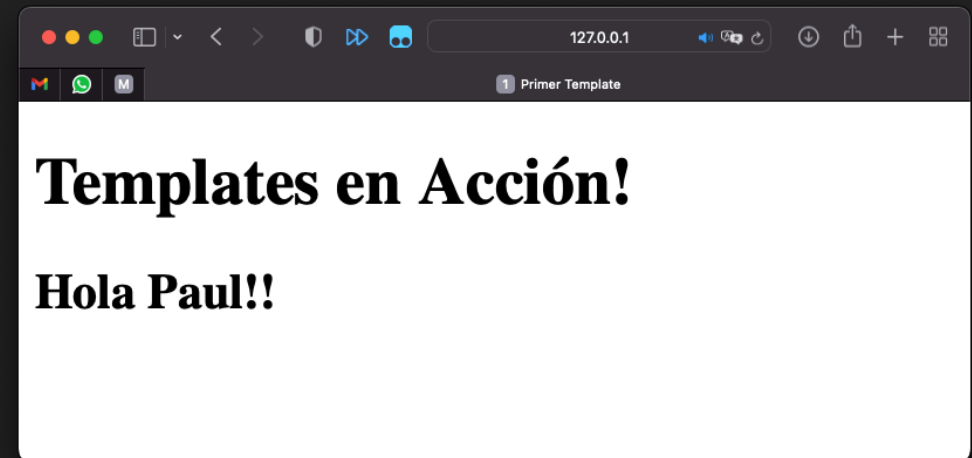 127.0.0.1
M
1 Primer Template
Templates en Acción!
Hola Paul!!